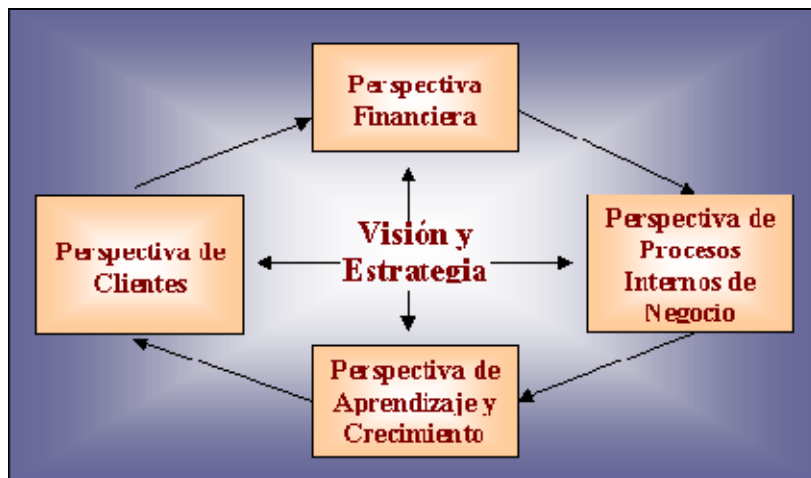 Perspectiva
Financiera
Perspectiva de
Clientes
Visión y
Estrategia
Perspectiva de
Procesos
Internos de
Negocio
Perspectiva de
Aprendizaje y
Crecimiento